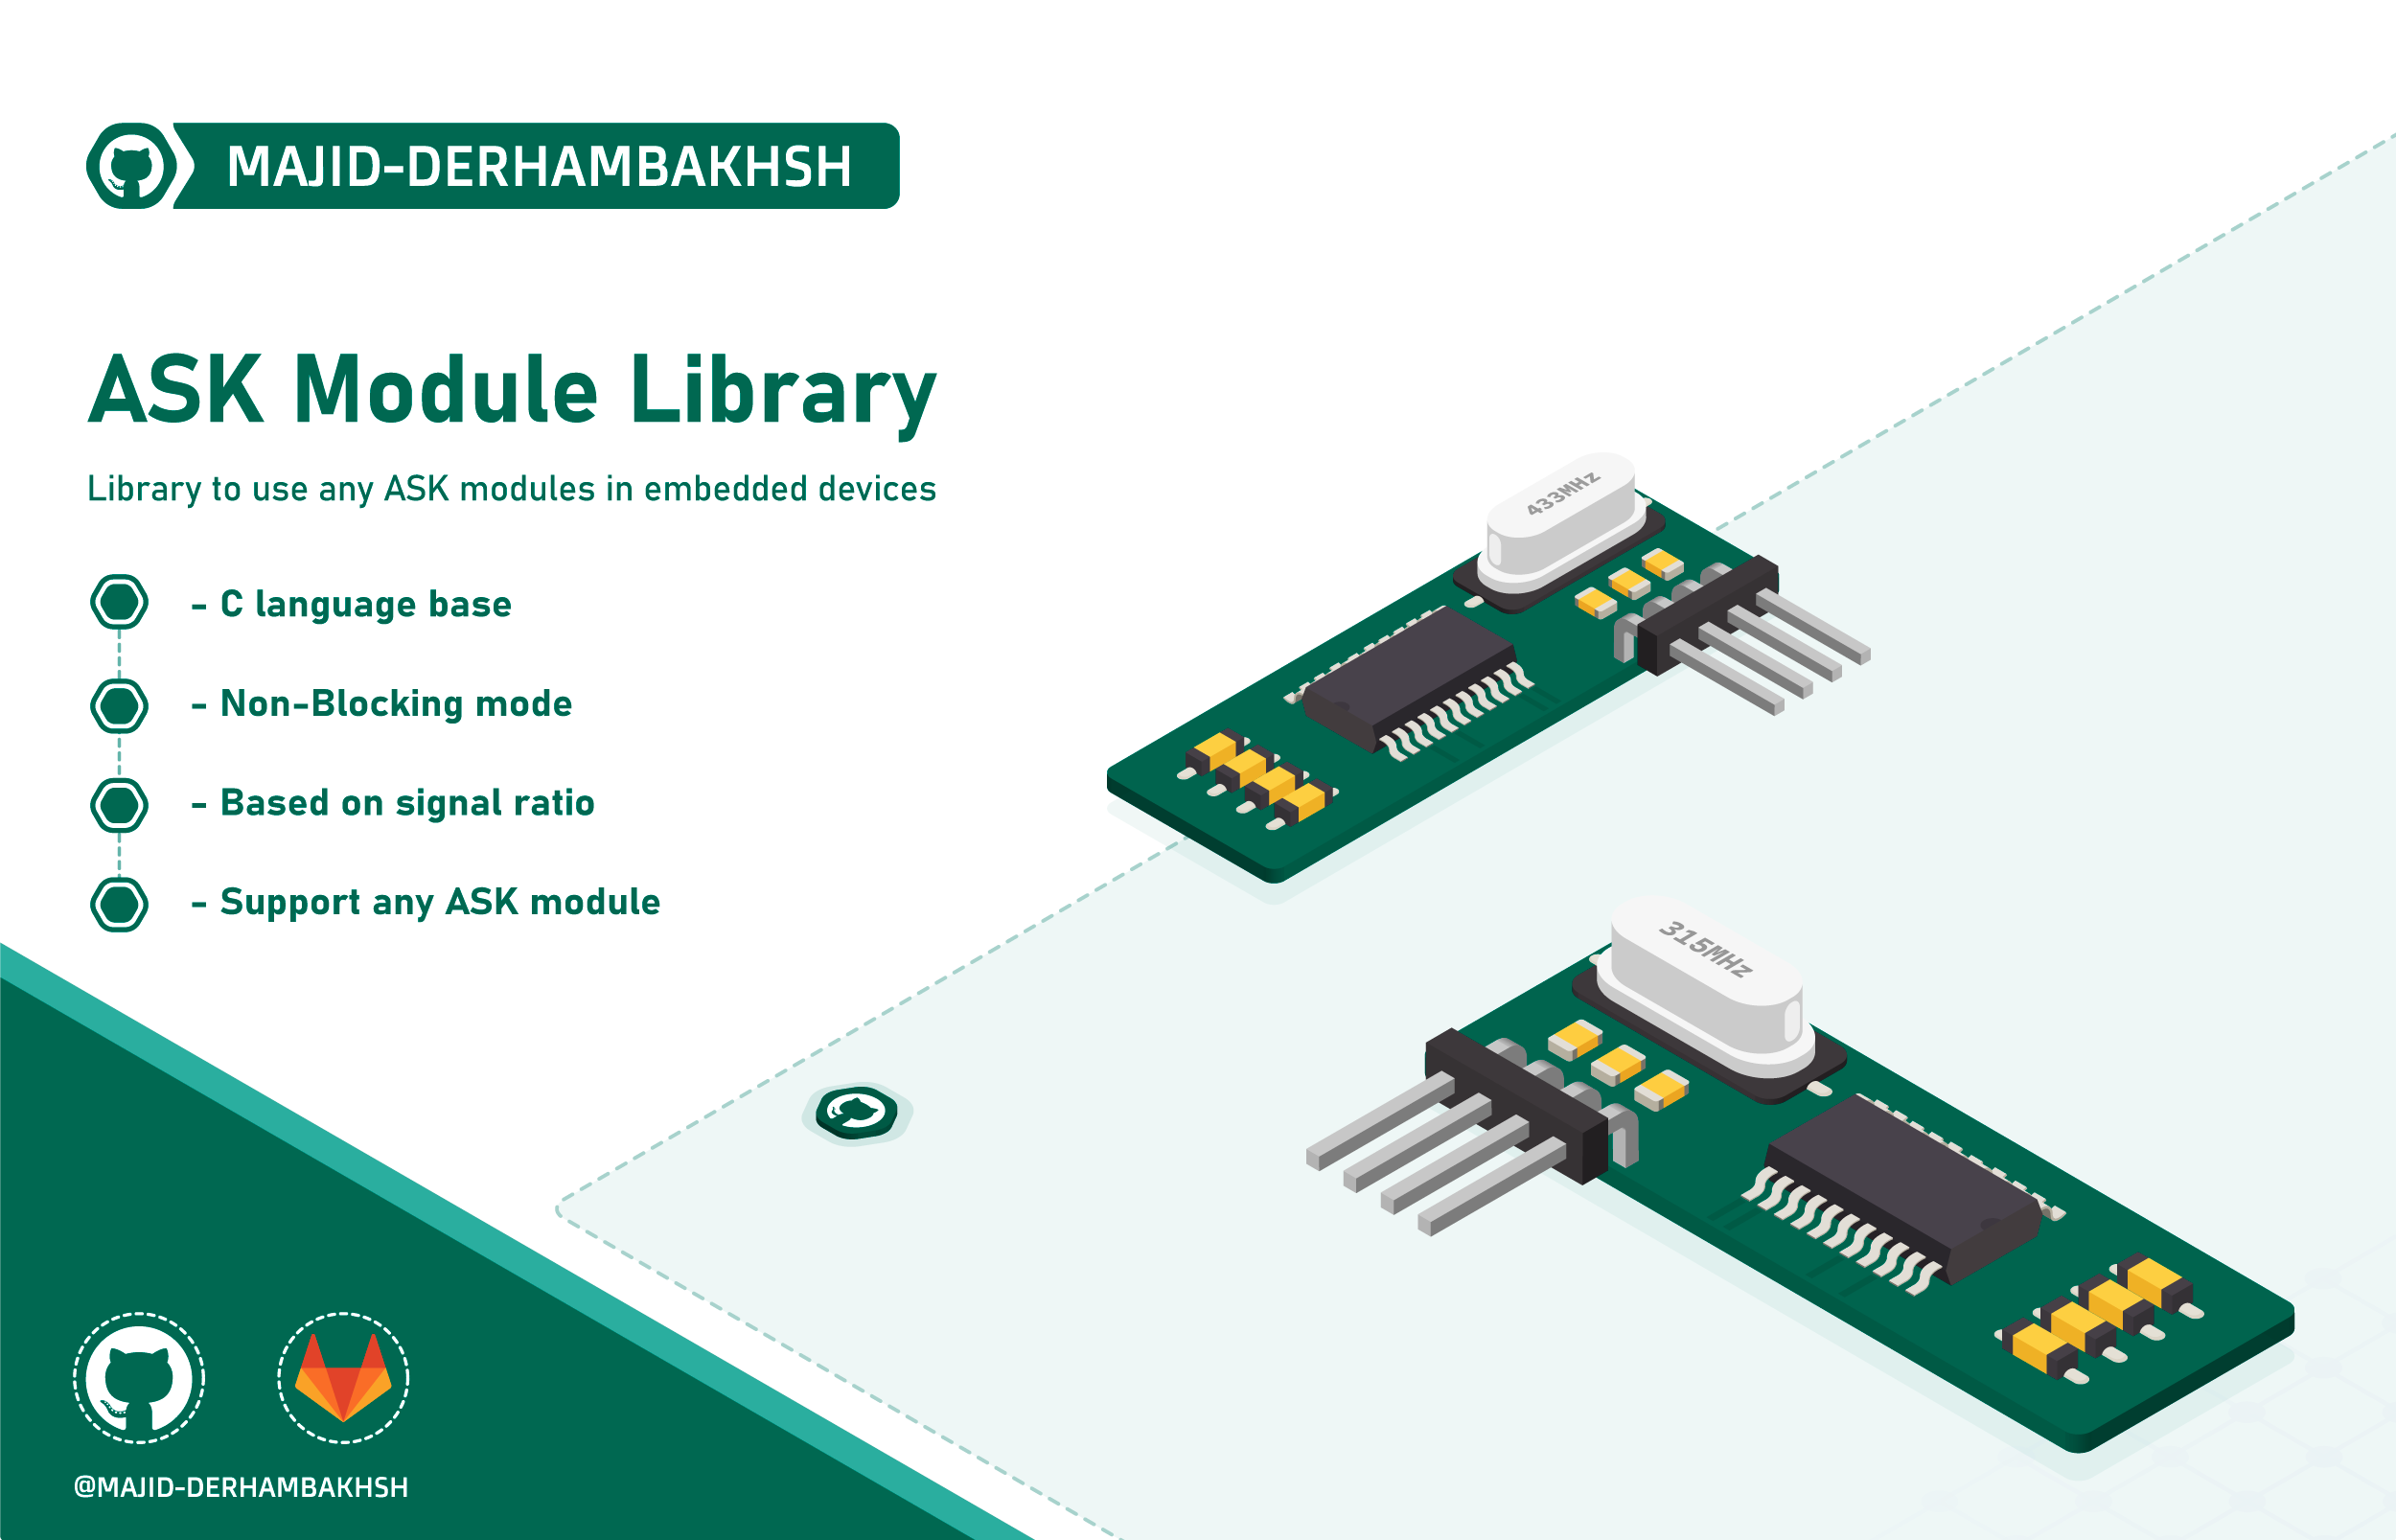 MAJID-DERHAMBAKHSH
ASK Module Library
Library to use any ASK modules in embedded devices
- C language base
- Non-Blocking mode
- Based on signal ratio
- Support any ASK module
433MHz
315MHz
@MAJID-DERHAMBAKHSH